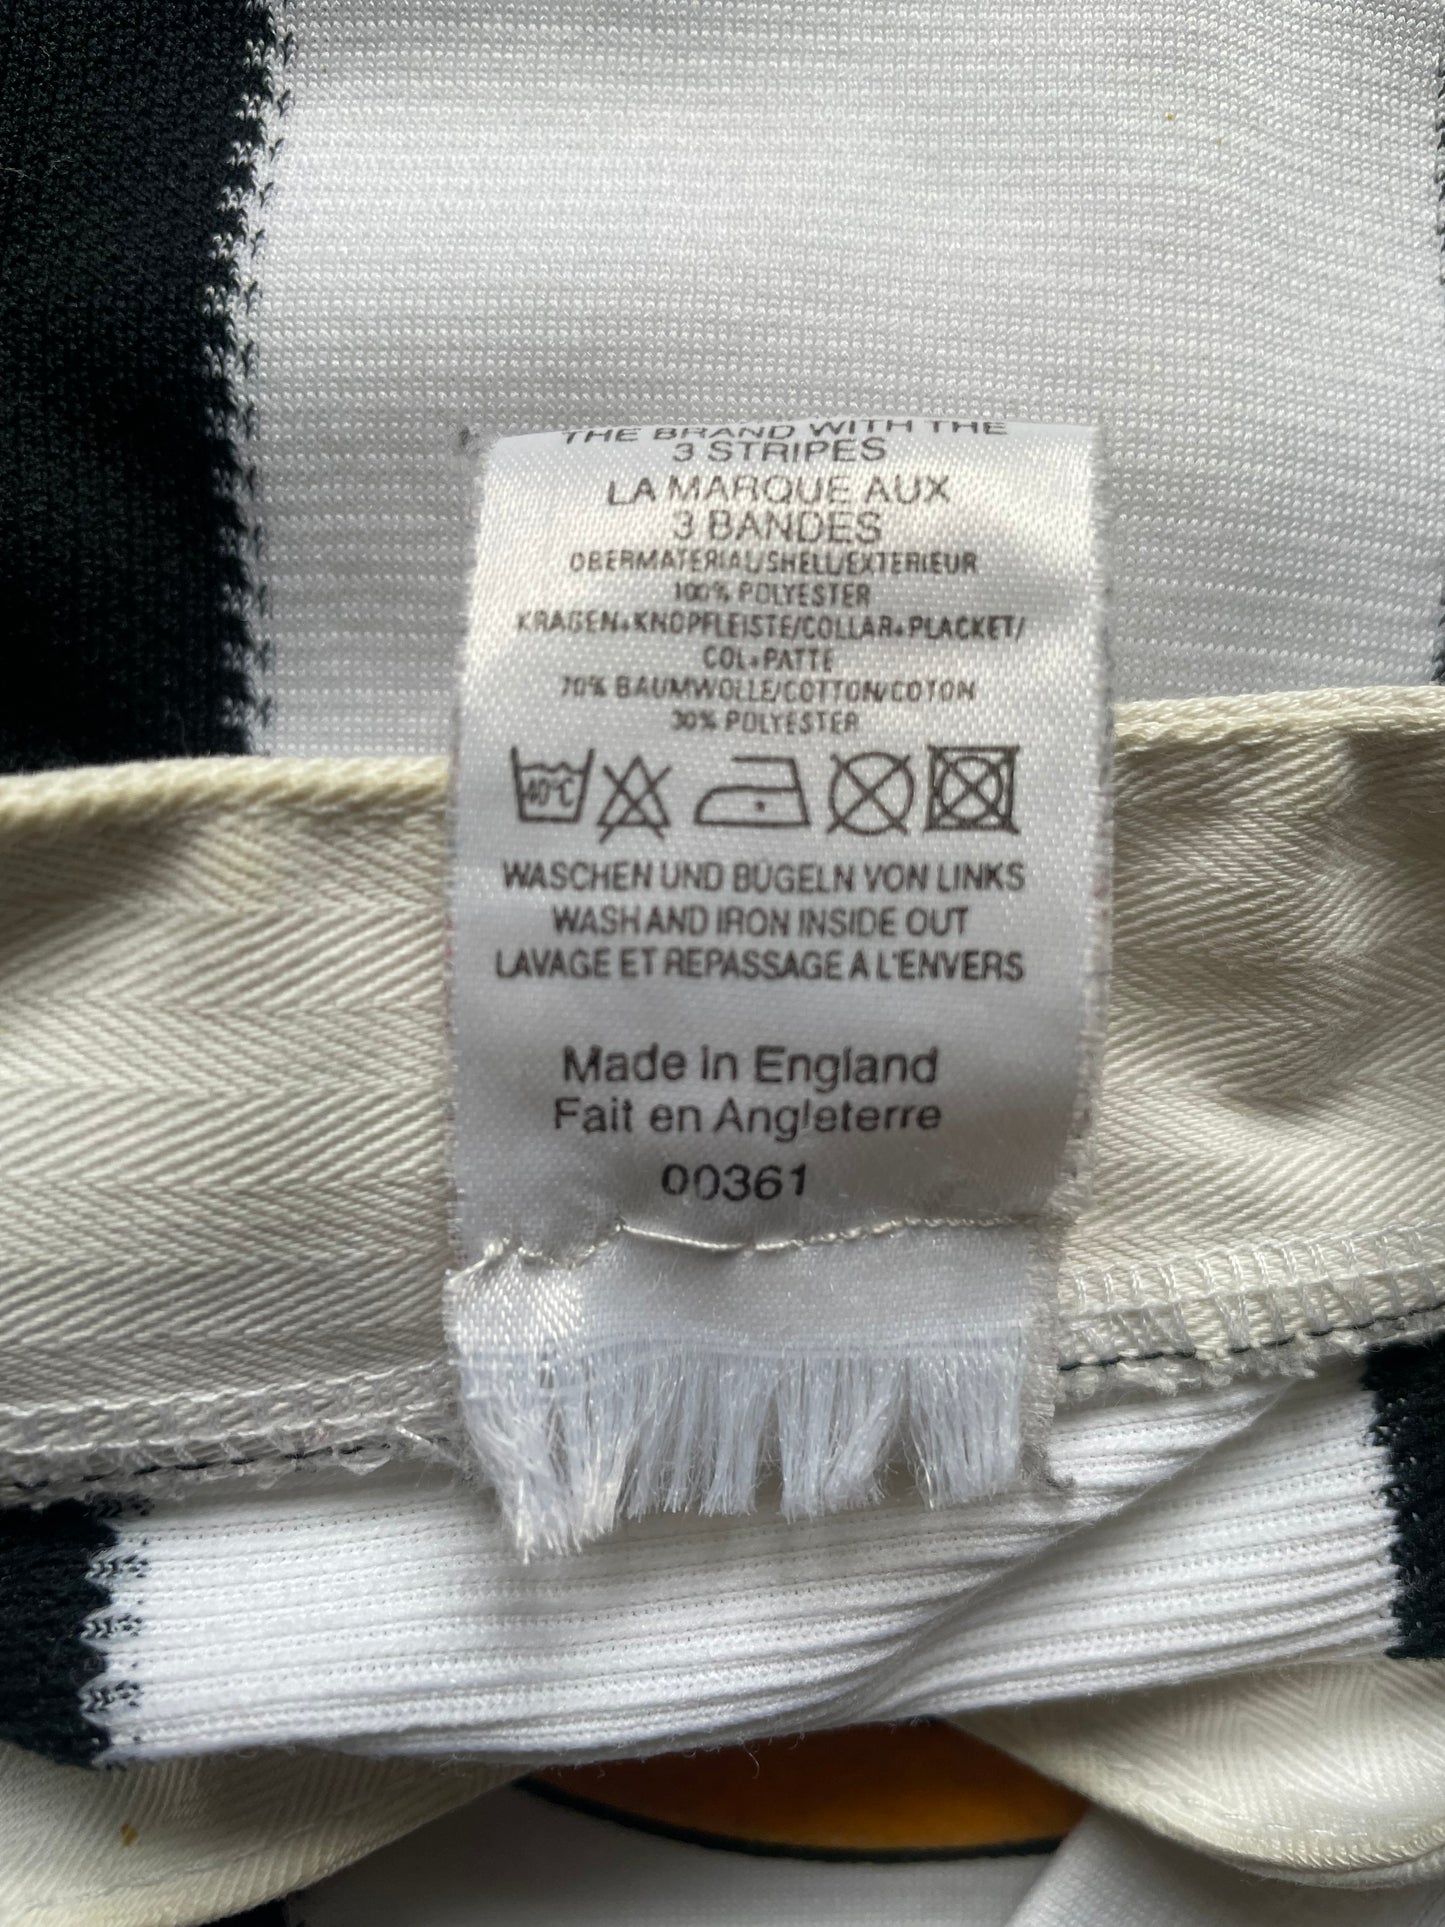 THE BRAND WITH THE
3 STRIPES
LA MARQUE AUX
3 BANDES
OBERMATERIAL/SHELL/EXTERIEUR
100% POLYESTER
KRAGEN+KNOPFLEISTE/COLLAR+PLACKET/
COL+PATTE
70% BAUMWOLLE/COTTON/COTON
30% POLYESTER
40°C
WASCHEN UND BÜGELN VON LINKS
WASH AND IRON INSIDE OUT
LAVAGE ET REPASSAGE A L'ENVERS
Made in England
Fait en Angleterre
00361